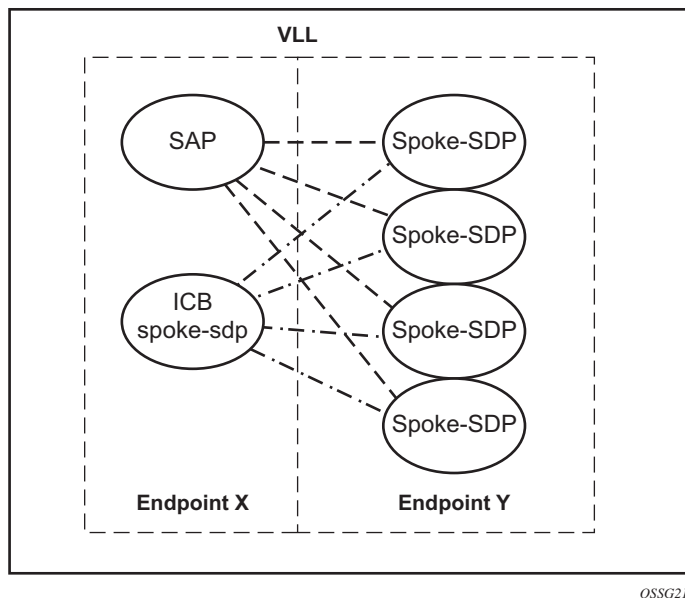 VLL
SAP
Spoke-SDP
Spoke-SDP
ICB
spoke-sdp
Spoke-SDP
Spoke-SDP
Endpoint X
Endpoint Y